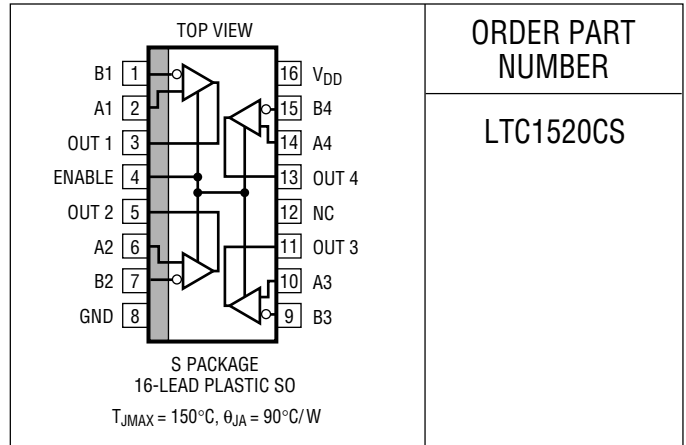 TOP VIEW
B1 1
A1 2
OUT 1 3
ENABLE 4
OUT 2 5
A2 6
B2 7
GND 8
16 VDD
15 B4
14 A4
13 OUT 4
12 NC
11 OUT 3
10 A3
9 B3
S PACKAGE
16-LEAD PLASTIC SO
TJMAX = 150°C, θJA = 90°C/W
ORDER PART
NUMBER
LTC1520CS